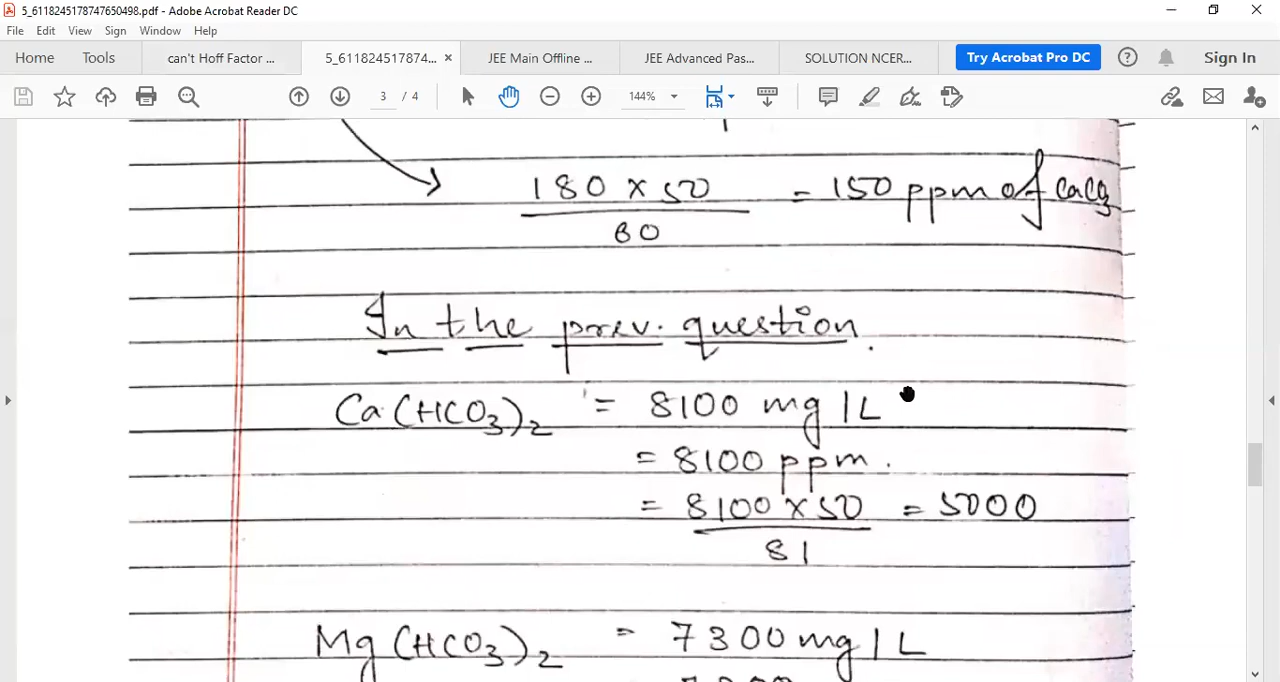 5_6118245178747650498.pdf - Adobe Acrobat Reader DC
File Edit View Sign Window Help
Home Tools can't Hoff Factor ... 5_611824517874... × JEE Main Offline ... JEE Advanced Pas... SOLUTION NCER... Try Acrobat Pro DC Sign In
3 / 4 144%
180 x 50 = 150 ppm of CaCO3
60
In the prev. question.
Ca(HCO3)2 = 8100 mg/L
= 8100 ppm.
= 8100 x 50 = 5000
81
Mg(HCO3)2 = 7300 mg/L